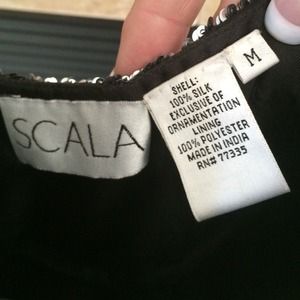 SCALA
M
SHELL:
100% SILK
EXCLUSIVE OF
ORNAMENTATION
LINING
100% POLYESTER
MADE IN INDIA
RN# 77335